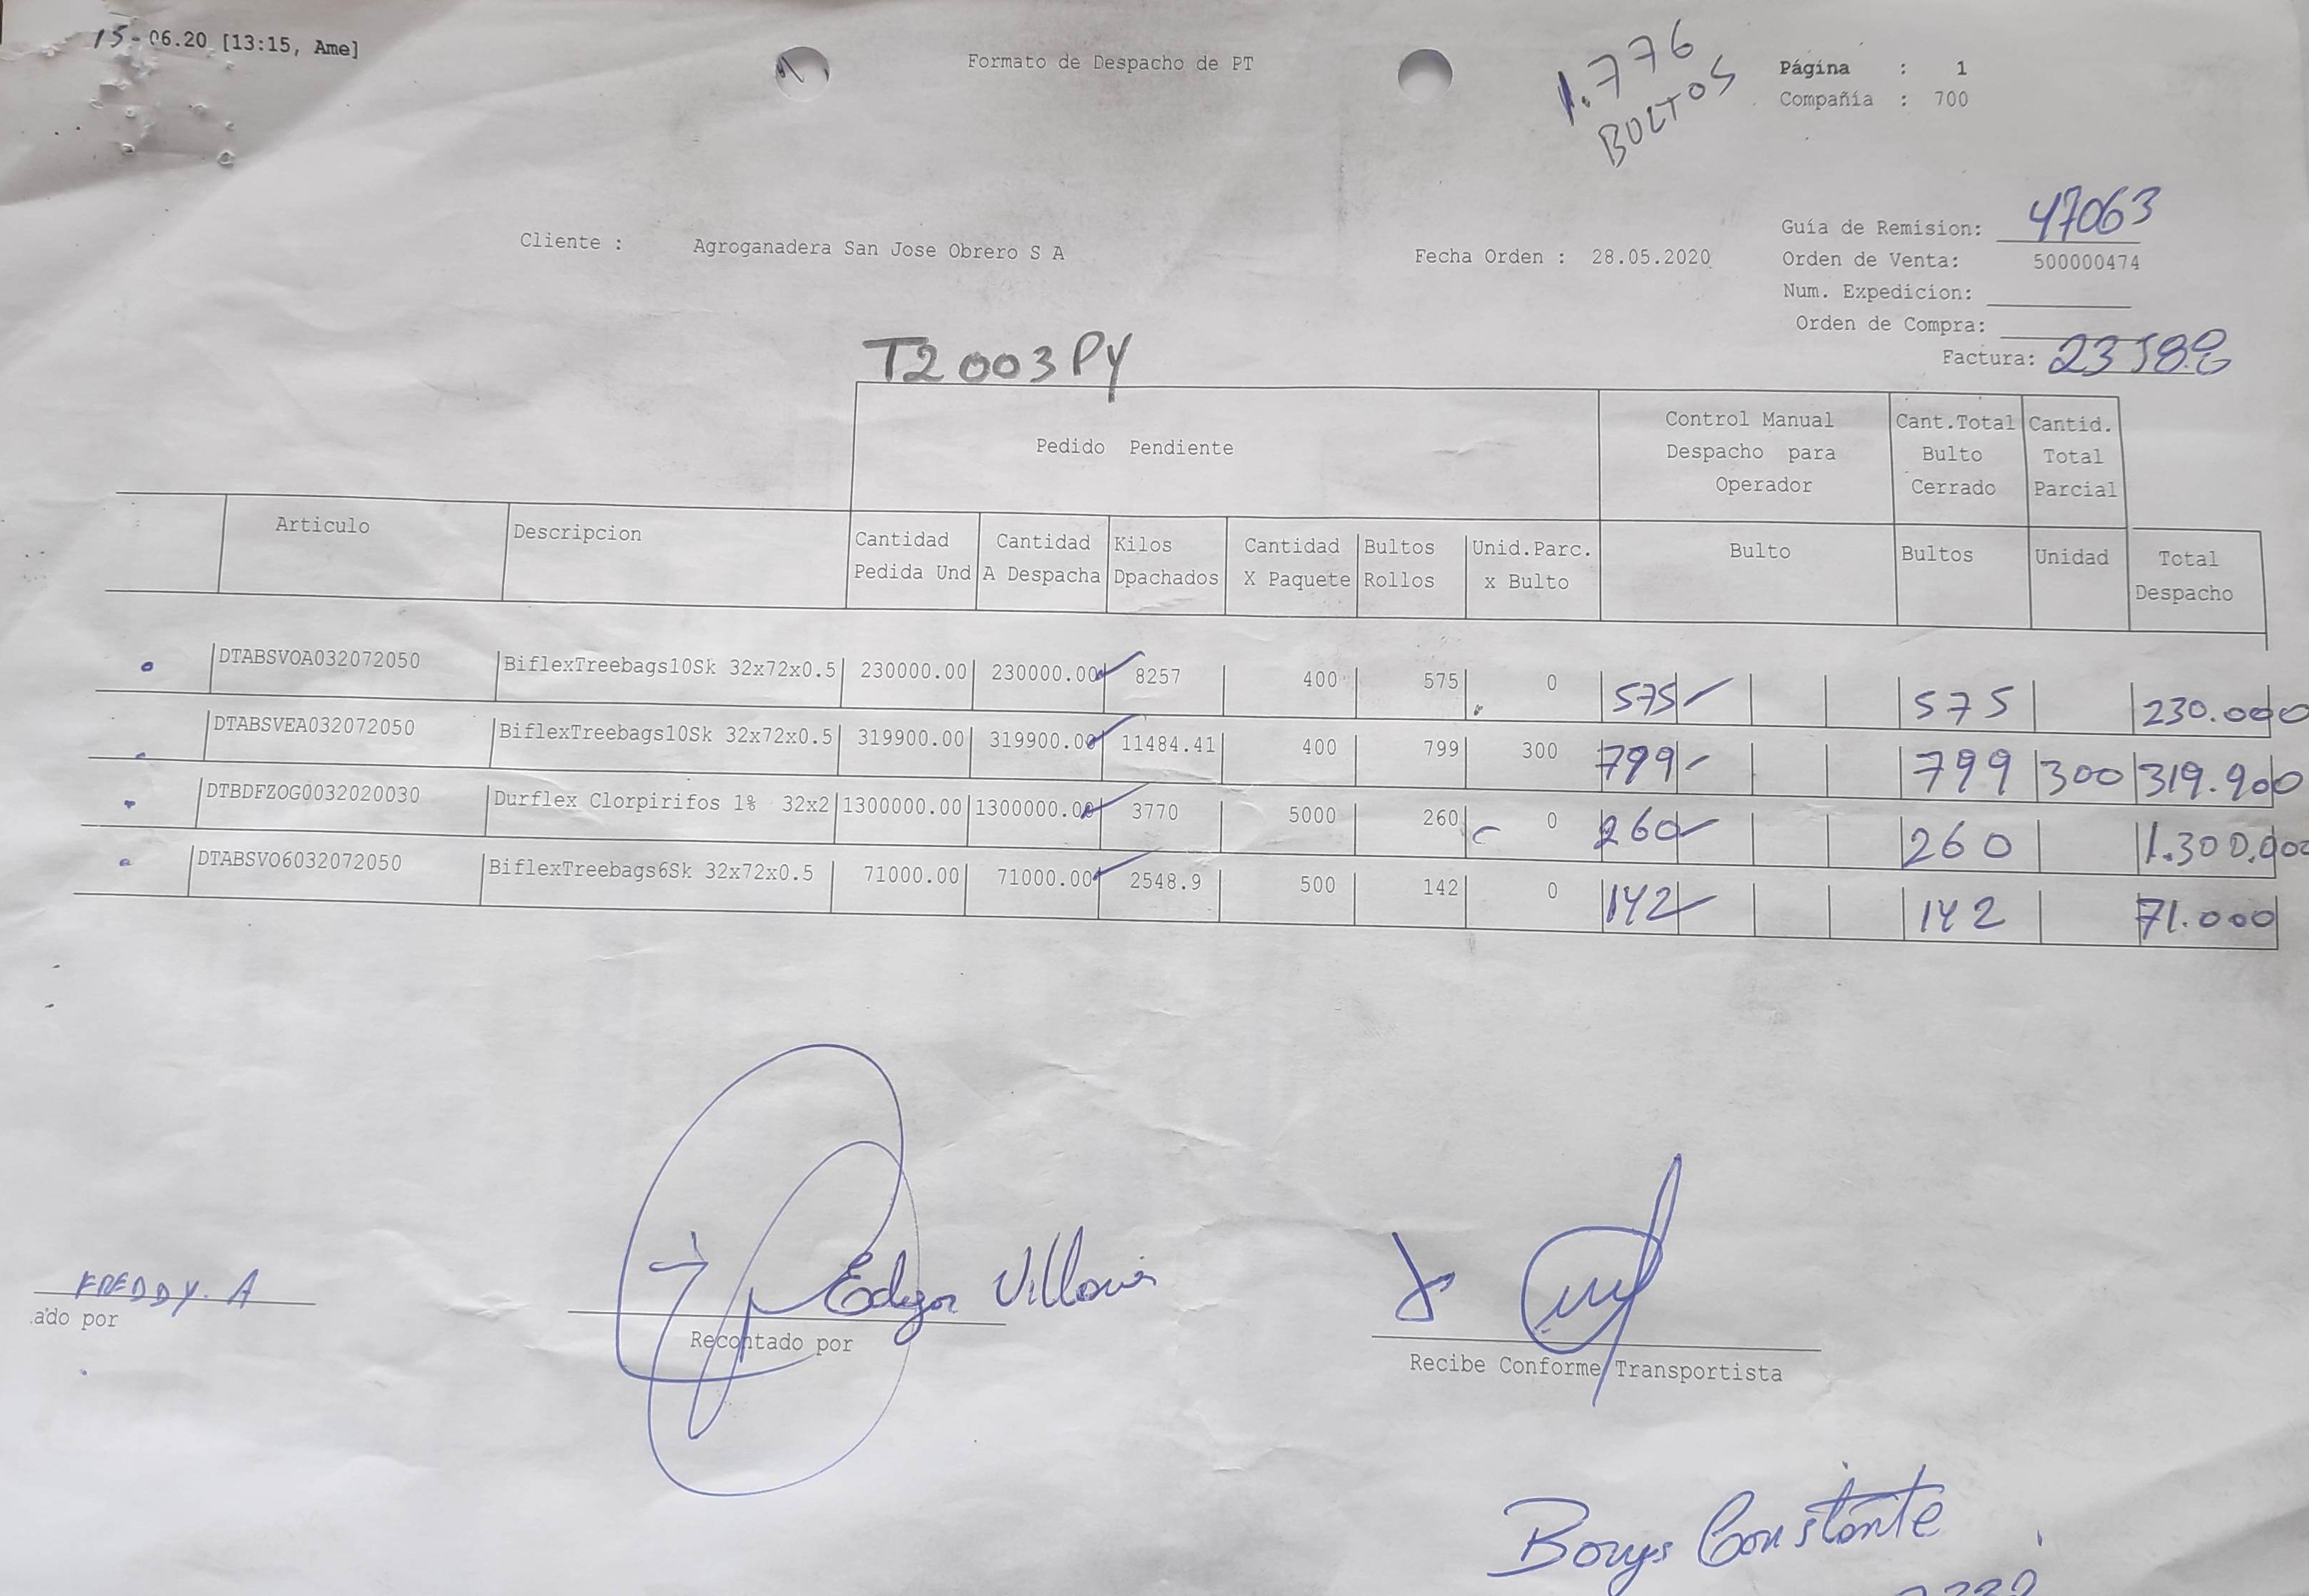 15-06.20 [13:15, Ame]
Formato de Despacho de PT
1.776
BULTOS
Página : 1
Compañía : 700
Guía de Remision: 47063
Cliente : Agroganadera San Jose Obrero S A
Fecha Orden : 28.05.2020
Orden de Venta: 500000474
Num. Expedicion:
Orden de Compra:
Factura:
T2003PY
Pedido Pendiente
Control Manual
Despacho para
Operador
Cant.Total
Bulto
Cerrado
Cantid.
Total
Parcial
Articulo
Descripcion
Cantidad
Pedida Und
Cantidad
A Despacha
Kilos
Dpachados
Cantidad
X Paquete
Bultos
Rollos
Unid.Parc.
x Bulto
Bulto
Bultos
Unidad
Total
Despacho
DTABSVOA032072050 BiflexTreebags10Sk 32x72x0.5 230000.00 230000.00 8257 400 575 0 575 575 230.000
DTABSVEA032072050 BiflexTreebags10Sk 32x72x0.5 319900.00 319900.00 11484.41 400 799 300 799 799 300 319.900
DTBDFZOG0032020030 Durflex Clorpirifos 1% 32x2 1300000.00 1300000.00 3770 5000 260 0 260 260 1.300.000
DTABSVO6032072050 BiflexTreebags6Sk 32x72x0.5 71000.00 71000.00 2548.9 500 142 0 142 142 71.000
FREDDY. A
ado por
Edgar
Recontado por
Recibe Conforme Transportista
Constante